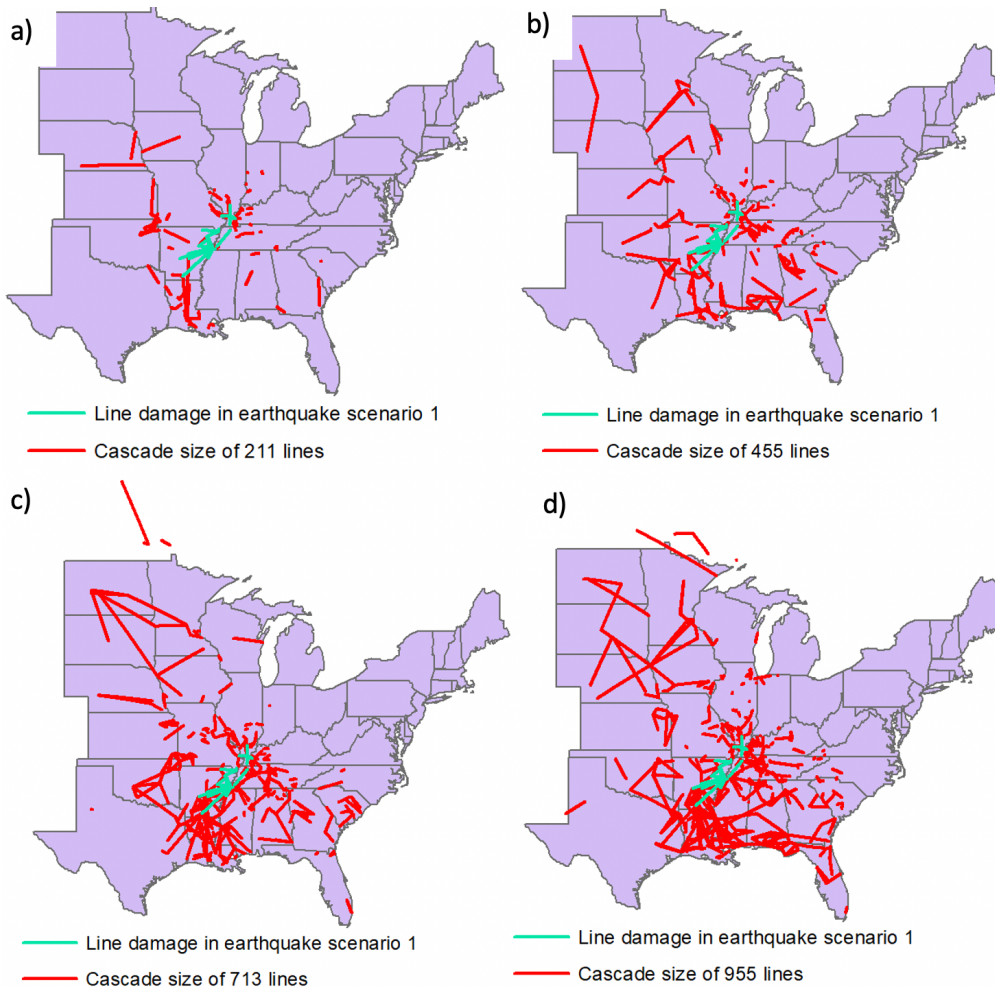 a)
b)
Line damage in earthquake scenario 1
Cascade size of 211 lines
Line damage in earthquake scenario 1
Cascade size of 455 lines
c)
d)
Line damage in earthquake scenario 1
Cascade size of 713 lines
Line damage in earthquake scenario 1
Cascade size of 955 lines